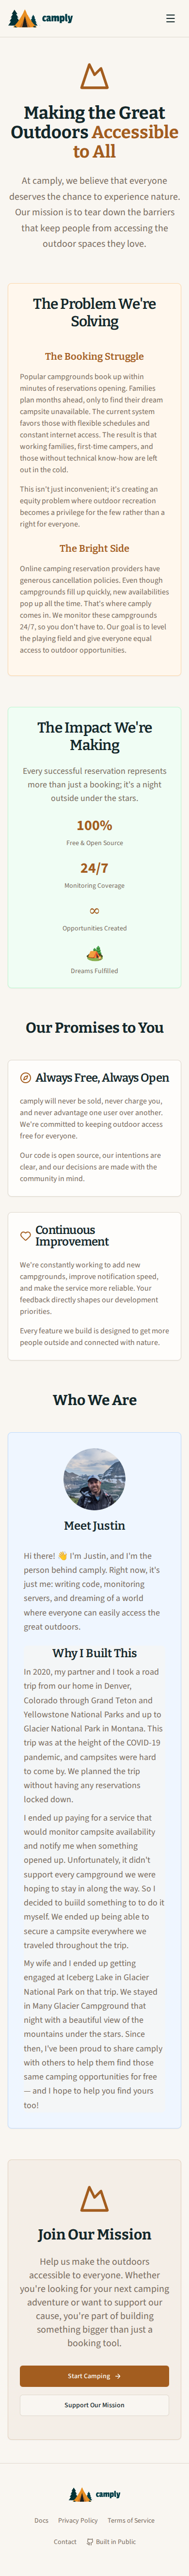 camply
Making the Great
Outdoors Accessible
to All
At camply, we believe that everyone
deserves the chance to experience nature.
Our mission is to tear down the barriers
that keep people from accessing the
outdoor spaces they love.
The Problem We're
Solving
The Booking Struggle
Popular campgrounds book up within
minutes of reservations opening. Families
plan months ahead, only to find their dream
campsite unavailable. The current system
favors those with flexible schedules and
constant internet access. The result is that
working families, first-time campers, and
those without technical know-how are left
out in the cold.
This isn't just inconvenient; it's creating an
equity problem where outdoor recreation
becomes a privilege for the few rather than a
right for everyone.
The Bright Side
Online camping reservation providers have
generous cancellation policies. Even though
campgrounds fill up quickly, new availabilities
pop up all the time. That's where camply
comes in. We monitor these campgrounds
24/7, so you don't have to. Our goal is to level
the playing field and give everyone equal
access to outdoor opportunities.
The Impact We're
Making
Every successful reservation represents
more than just a booking; it's a night
outside under the stars.
100%
Free & Open Source
24/7
Monitoring Coverage
∞
Opportunities Created
🏕️
Dreams Fulfilled
Our Promises to You
Always Free, Always Open
camply will never be sold, never charge you,
and never advantage one user over another.
We're committed to keeping outdoor access
free for everyone.
Our code is open source, our intentions are
clear, and our decisions are made with the
community in mind.
Continuous
Improvement
We're constantly working to add new
campgrounds, improve notification speed,
and make the service more reliable. Your
feedback directly shapes our development
priorities.
Every feature we build is designed to get more
people outside and connected with nature.
Who We Are
Meet Justin
Hi there! 👋 I'm Justin, and I'm the
person behind camply. Right now, it's
just me: writing code, monitoring
servers, and dreaming of a world
where everyone can easily access the
great outdoors.
Why I Built This
In 2020, my partner and I took a road
trip from our home in Denver,
Colorado through Grand Teton and
Yellowstone National Parks and up to
Glacier National Park in Montana. This
trip was at the height of the COVID-19
pandemic, and campsites were hard
to come by. We planned the trip
without having any reservations
locked down.
I ended up paying for a service that
would monitor campsite availability
and notify me when something
opened up. Unfortunately, it didn't
support every campground we were
hoping to stay in along the way. So I
decided to buiild something to to do it
myself. We ended up being able to
secure a campsite everywhere we
traveled throughout the trip.
My wife and I ended up getting
engaged at Iceberg Lake in Glacier
National Park on that trip. We stayed
in Many Glacier Campground that
night with a beautiful view of the
mountains under the stars. Since
then, I've been proud to share camply
with others to help them find those
same camping opportunities for free
— and I hope to help you find yours
too!
Join Our Mission
Help us make the outdoors
accessible to everyone. Whether
you're looking for your next camping
adventure or want to support our
cause, you're part of building
something bigger than just a
booking tool.
Start Camping →
Support Our Mission
camply
Docs Privacy Policy Terms of Service
Contact Built in Public